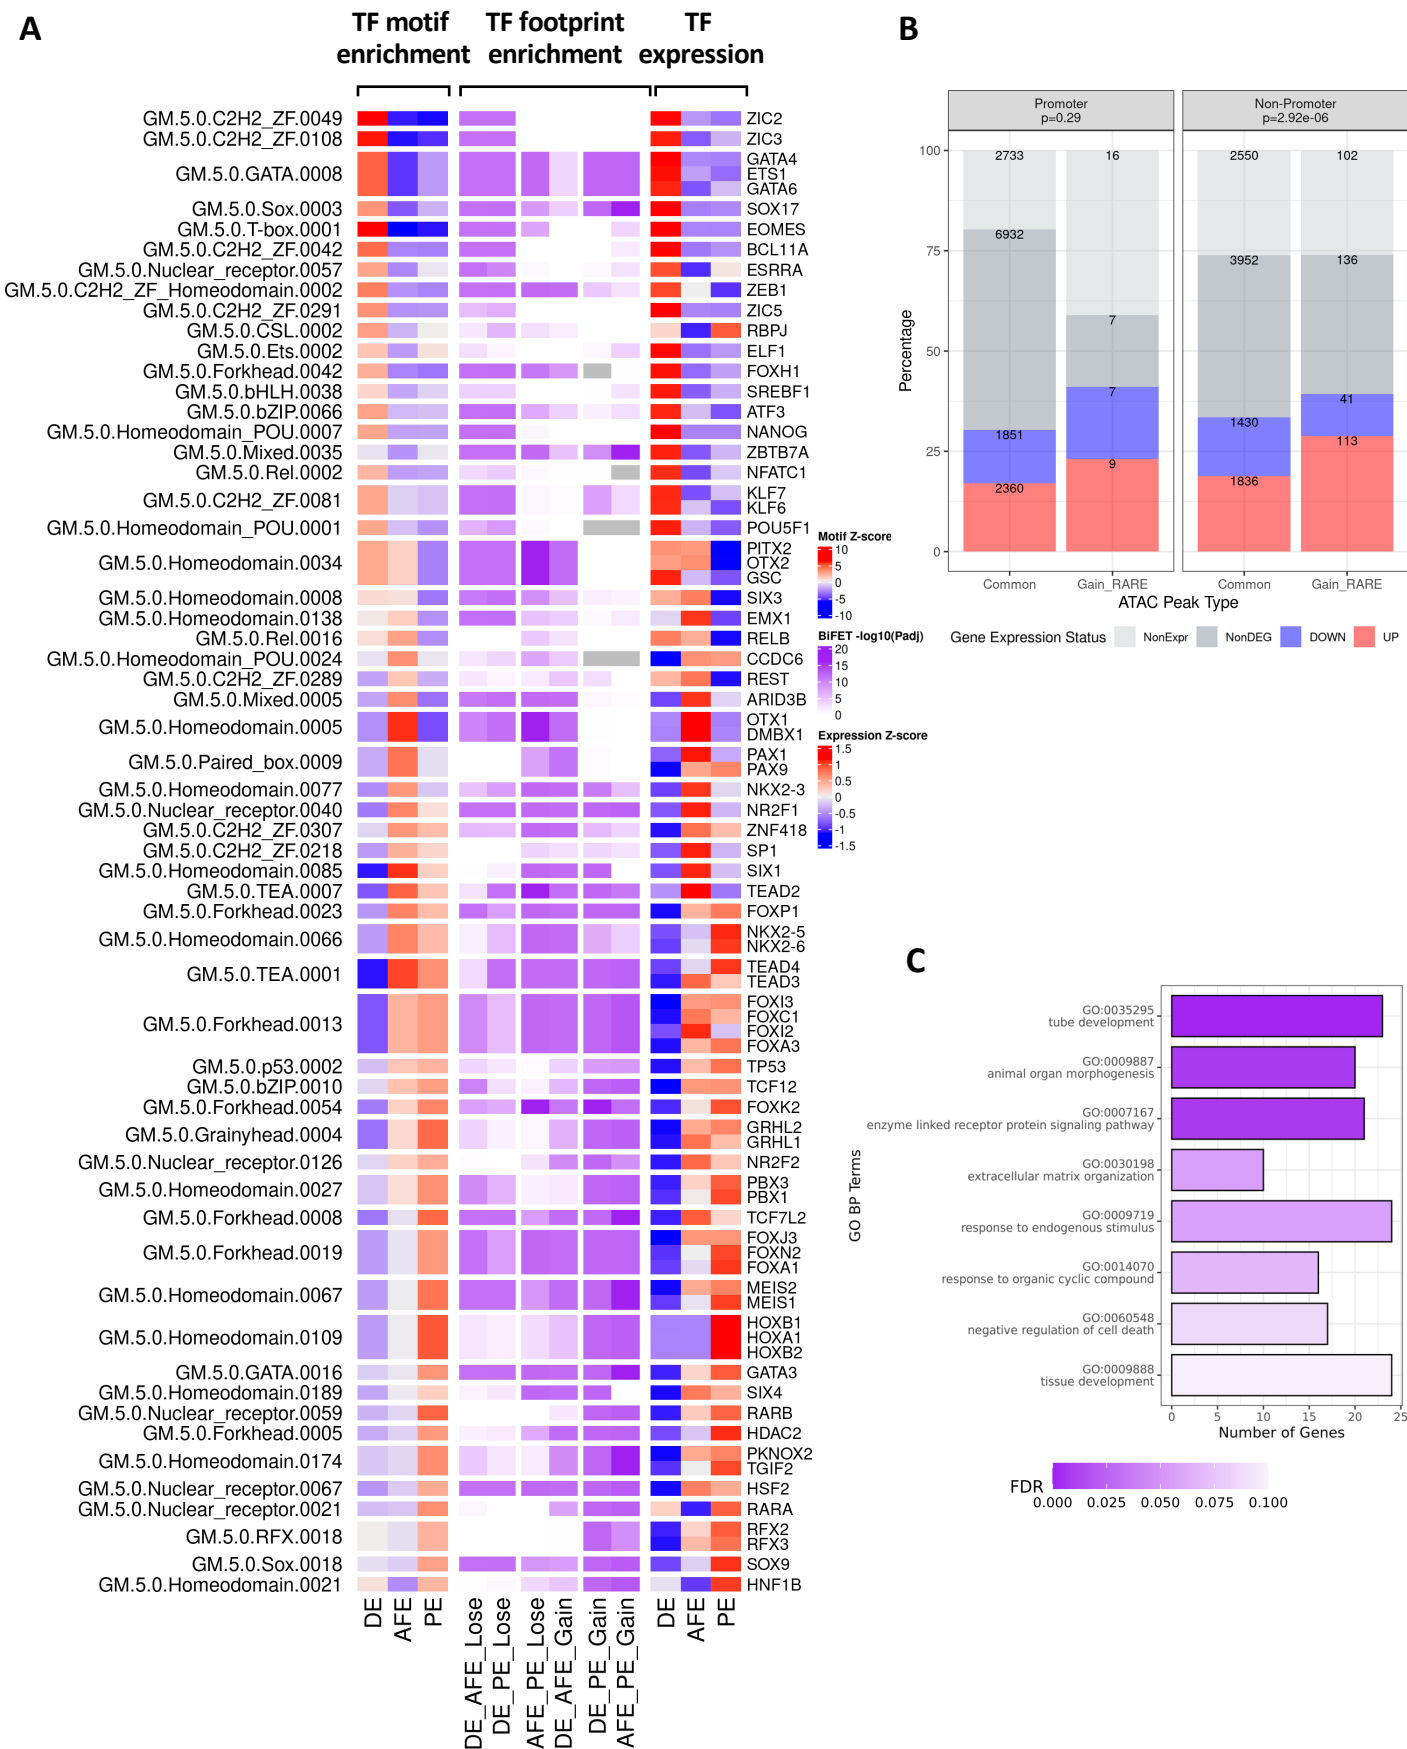 A
TF motif
enrichment
TF footprint
enrichment
TF
expression
GM.5.0.C2H2_ZF.0049
ZIC2
GM.5.0.C2H2_ZF.0108
ZIC3
GM.5.0.GATA.0008
GATA4
ETS1
GATA6
GM.5.0.Sox.0003
SOX17
GM.5.0.T-box.0001
EOMES
GM.5.0.C2H2_ZF.0042
BCL11A
GM.5.0.Nuclear_receptor.0057
ESRRA
GM.5.0.C2H2_ZF_Homeodomain.0002
ZEB1
GM.5.0.C2H2_ZF.0291
ZIC5
GM.5.0.CSL.0002
RBPJ
GM.5.0.Ets.0002
ELF1
GM.5.0.Forkhead.0042
FOXH1
GM.5.0.bHLH.0038
SREBF1
GM.5.0.bZIP.0066
ATF3
GM.5.0.Homeodomain_POU.0007
NANOG
GM.5.0.Mixed.0035
ZBTB7A
GM.5.0.Rel.0002
NFATC1
GM.5.0.C2H2_ZF.0081
KLF7
KLF6
GM.5.0.Homeodomain_POU.0001
POU5F1
GM.5.0.Homeodomain.0034
PITX2
OTX2
GSC
GM.5.0.Homeodomain.0008
SIX3
GM.5.0.Homeodomain.0138
EMX1
GM.5.0.Rel.0016
RELB
GM.5.0.Homeodomain_POU.0024
CCDC6
GM.5.0.C2H2_ZF.0289
REST
GM.5.0.Mixed.0005
ARID3B
GM.5.0.Homeodomain.0005
OTX1
DMBX1
GM.5.0.Paired_box.0009
PAX1
PAX9
GM.5.0.Homeodomain.0077
NKX2-3
GM.5.0.Nuclear_receptor.0040
NR2F1
GM.5.0.C2H2_ZF.0307
ZNF418
GM.5.0.C2H2_ZF.0218
SP1
GM.5.0.Homeodomain.0085
SIX1
GM.5.0.TEA.0007
TEAD2
GM.5.0.Forkhead.0023
FOXP1
GM.5.0.Homeodomain.0066
NKX2-5
NKX2-6
GM.5.0.TEA.0001
TEAD4
TEAD3
GM.5.0.Forkhead.0013
FOXI3
FOXC1
FOXI2
FOXA3
GM.5.0.p53.0002
TP53
GM.5.0.bZIP.0010
TCF12
GM.5.0.Forkhead.0054
FOXK2
GM.5.0.Grainyhead.0004
GRHL2
GRHL1
GM.5.0.Nuclear_receptor.0126
NR2F2
GM.5.0.Homeodomain.0027
PBX3
PBX1
GM.5.0.Forkhead.0008
TCF7L2
GM.5.0.Forkhead.0019
FOXJ3
FOXN2
FOXA1
GM.5.0.Homeodomain.0067
MEIS2
MEIS1
GM.5.0.Homeodomain.0109
HOXB1
HOXA1
HOXB2
GM.5.0.GATA.0016
GATA3
GM.5.0.Homeodomain.0189
SIX4
GM.5.0.Nuclear_receptor.0059
RARB
GM.5.0.Forkhead.0005
HDAC2
GM.5.0.Homeodomain.0174
PKNOX2
TGIF2
GM.5.0.Nuclear_receptor.0067
HSF2
GM.5.0.Nuclear_receptor.0021
RARA
GM.5.0.RFX.0018
RFX2
RFX3
GM.5.0.Sox.0018
SOX9
GM.5.0.Homeodomain.0021
HNF1B
DE
AFE
PE
DE_AFE_Lose
DE_PE_Lose
AFE_PE_Lose
DE_AFE_Gain
DE_PE_Gain
AFE_PE_Gain
DE
AFE
PE
Motif Z-score
10
5
0
-5
-10
BiFET -log10(Padj)
20
15
10
5
0
Expression Z-score
1.5
1
0.5
0
-0.5
-1
-1.5
B
Promoter
p=0.29
Non-Promoter
p=2.92e-06
Percentage
100
75
50
25
0
2733
6932
1851
2360
16
7
7
9
2550
3952
1430
1836
102
136
41
113
Common
Gain_RARE
Common
Gain_RARE
ATAC Peak Type
Gene Expression Status
NonExpr
NonDEG
DOWN
UP
C
GO BP Terms
GO:0035295
tube development
GO:0009887
animal organ morphogenesis
GO:0007167
enzyme linked receptor protein signaling pathway
GO:0030198
extracellular matrix organization
GO:0009719
response to endogenous stimulus
GO:0014070
response to organic cyclic compound
GO:0060548
negative regulation of cell death
GO:0009888
tissue development
0
5
10
15
20
25
Number of Genes
FDR
0.000
0.025
0.050
0.075
0.100